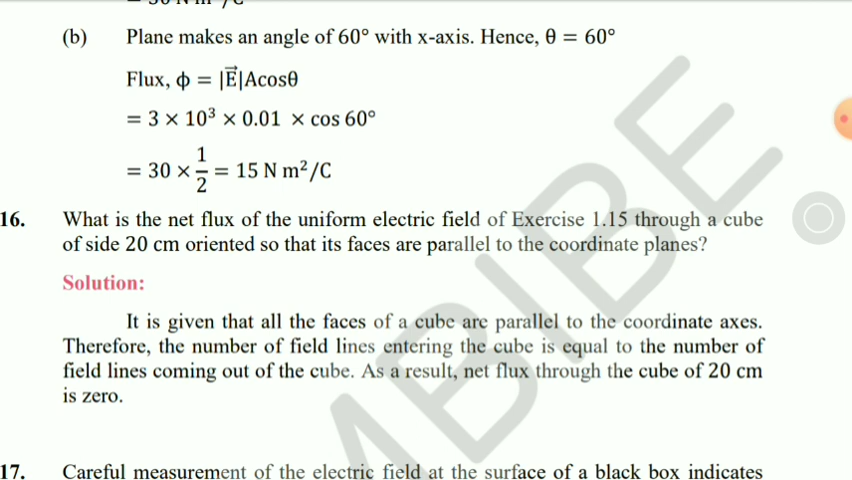 (b) Plane makes an angle of 60° with x-axis. Hence, θ = 60°
Flux, ϕ = |E⃗|Acosθ
= 3 × 10³ × 0.01 × cos 60°
= 30 × 1/2 = 15 N m²/C
16. What is the net flux of the uniform electric field of Exercise 1.15 through a cube
of side 20 cm oriented so that its faces are parallel to the coordinate planes?
Solution:
It is given that all the faces of a cube are parallel to the coordinate axes.
Therefore, the number of field lines entering the cube is equal to the number of
field lines coming out of the cube. As a result, net flux through the cube of 20 cm
is zero.
17. Careful measurement of the electric field at the surface of a black box indicates